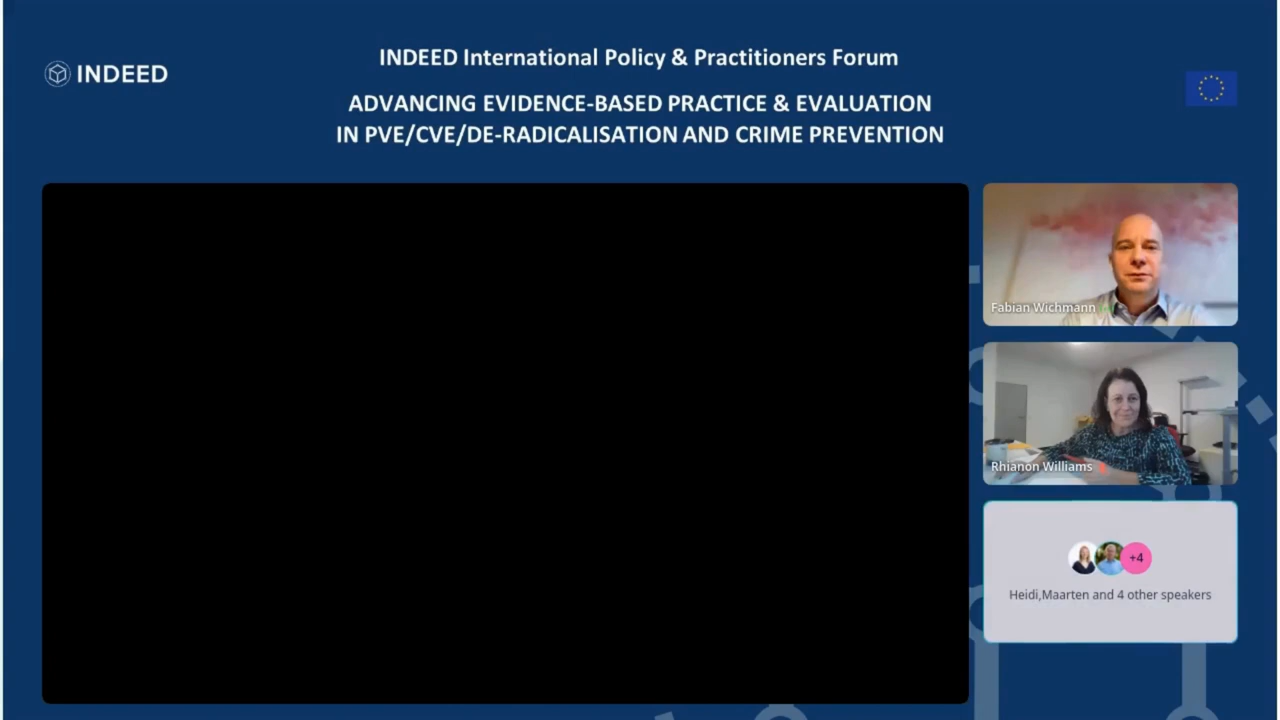 INDEED International Policy & Practitioners Forum
INDEED
ADVANCING EVIDENCE-BASED PRACTICE & EVALUATION
IN PVE/CVE/DE-RADICALISATION AND CRIME PREVENTION
Fabian Wichmann
Rhianon Williams
+4
Heidi,Maarten and 4 other speakers